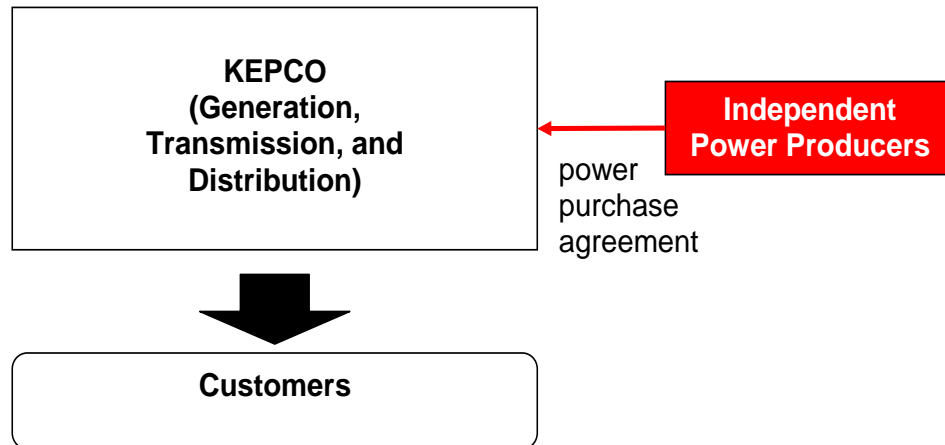 KEPCO
(Generation,
Transmission, and
Distribution)
Independent
Power Producers
power
purchase
agreement
Customers